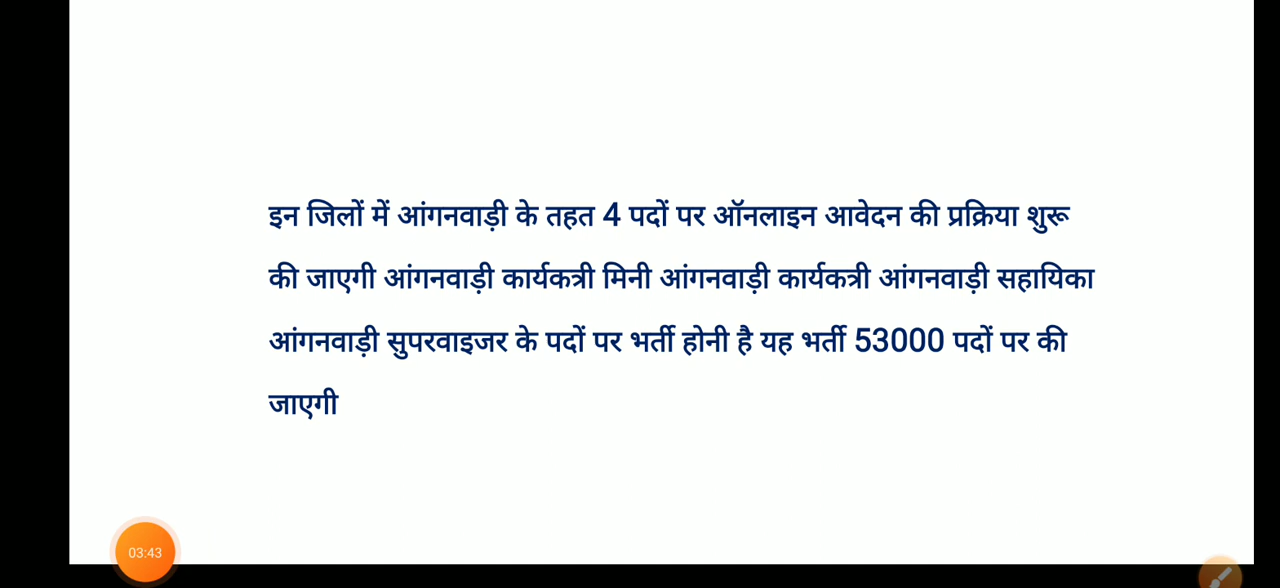 इन जिलों में आंगनवाड़ी के तहत 4 पदों पर ऑनलाइन आवेदन की प्रक्रिया शुरू
की जाएगी आंगनवाड़ी कार्यकत्री मिनी आंगनवाड़ी कार्यकत्री आंगनवाड़ी सहायिका
आंगनवाड़ी सुपरवाइजर के पदों पर भर्ती होनी है यह भर्ती 53000 पदों पर की
जाएगी
03:43